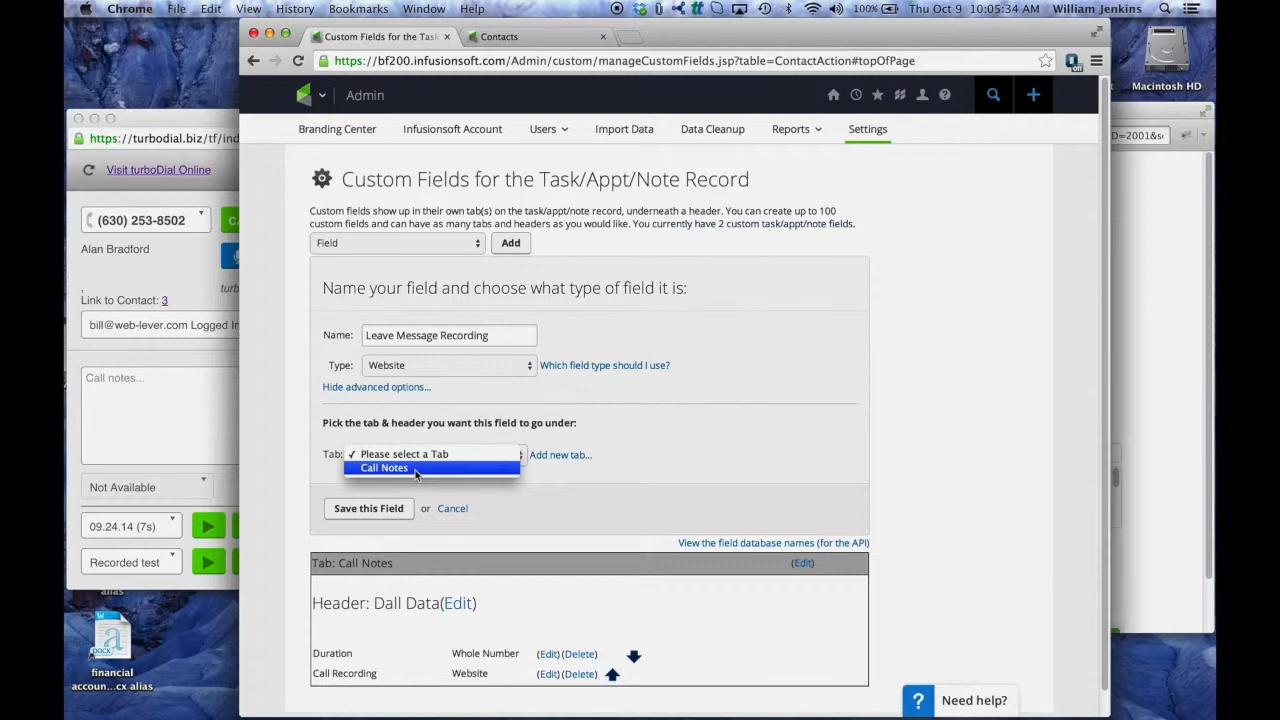 Chrome File Edit View History Bookmarks Window Help 100% Thu Oct 9 10:05:34 AM William Jenkins
Custom Fields for the Task × Contacts ×
https://bf200.infusionsoft.com/Admin/custom/manageCustomFields.jsp?table=ContactAction#topOfPage
on
Macintosh HD
Admin
Branding Center Infusionsoft Account Users Import Data Data Cleanup Reports Settings
https://turbodial.biz/tf/ind
D=2001&s
Visit turboDial Online
(630) 253-8502
Alan Bradford
,
turb
Link to Contact: 3
bill@web-lever.com Logged In
Call notes...
Not Available
09.24.14 (7s)
Recorded test
alias
DOCX
financial
accoun...cx alias
Custom Fields for the Task/Appt/Note Record
Custom fields show up in their own tab(s) on the task/appt/note record, underneath a header. You can create up to 100
custom fields and can have as many tabs and headers as you would like. You currently have 2 custom task/appt/note fields.
Field Add
Name your field and choose what type of field it is:
Name: Leave Message Recording
Type: Website Which field type should I use?
Hide advanced options...
Pick the tab & header you want this field to go under:
Tab: ✓ Please select a Tab Add new tab...
Call Notes
Save this Field or Cancel
View the field database names (for the API)
Tab: Call Notes (Edit)
Header: Dall Data(Edit)
Duration Whole Number (Edit) (Delete)
Call Recording Website (Edit) (Delete)
? Need help?